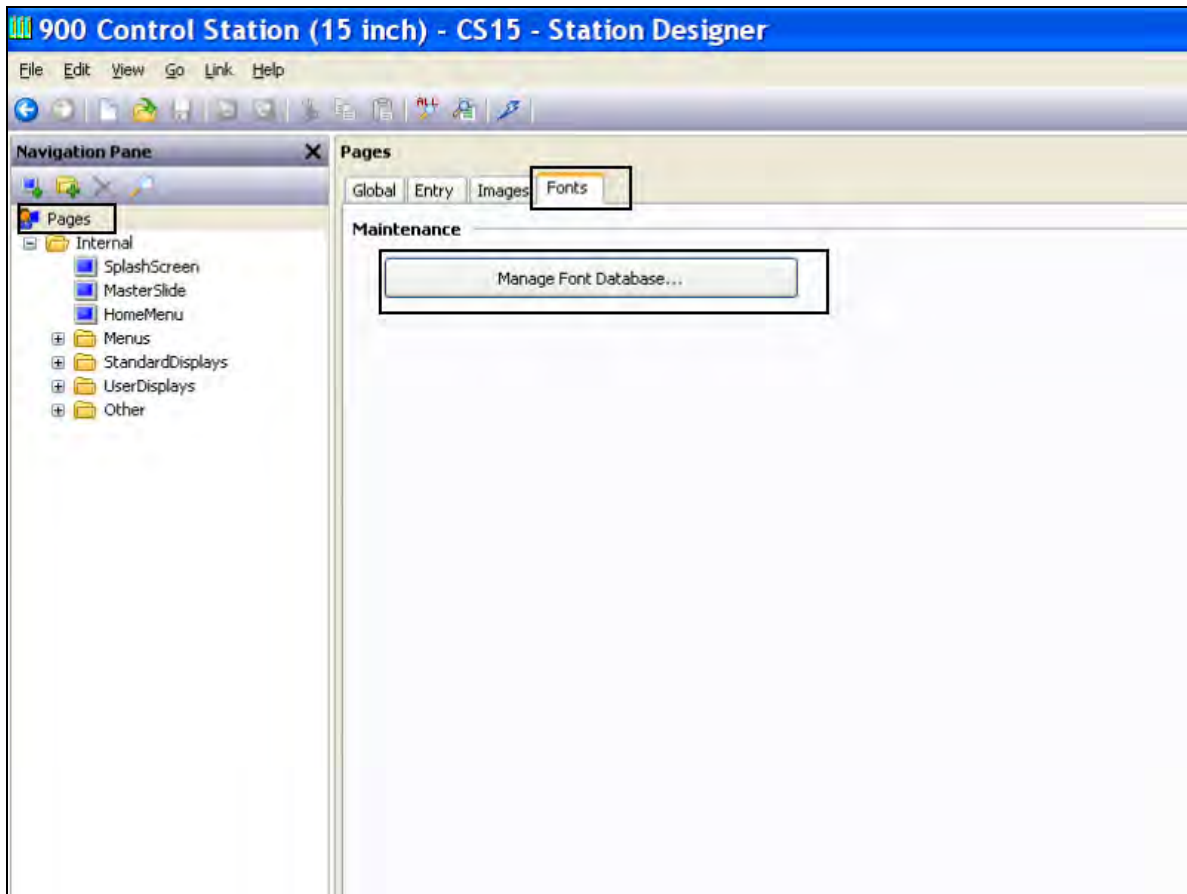 900 Control Station (15 inch) - CS15 - Station Designer
File Edit View Go Link Help
ALL
Navigation Pane
Pages
Internal
SplashScreen
MasterSlide
HomeMenu
Menus
StandardDisplays
UserDisplays
Other
Pages
Global Entry Images Fonts
Maintenance
Manage Font Database...